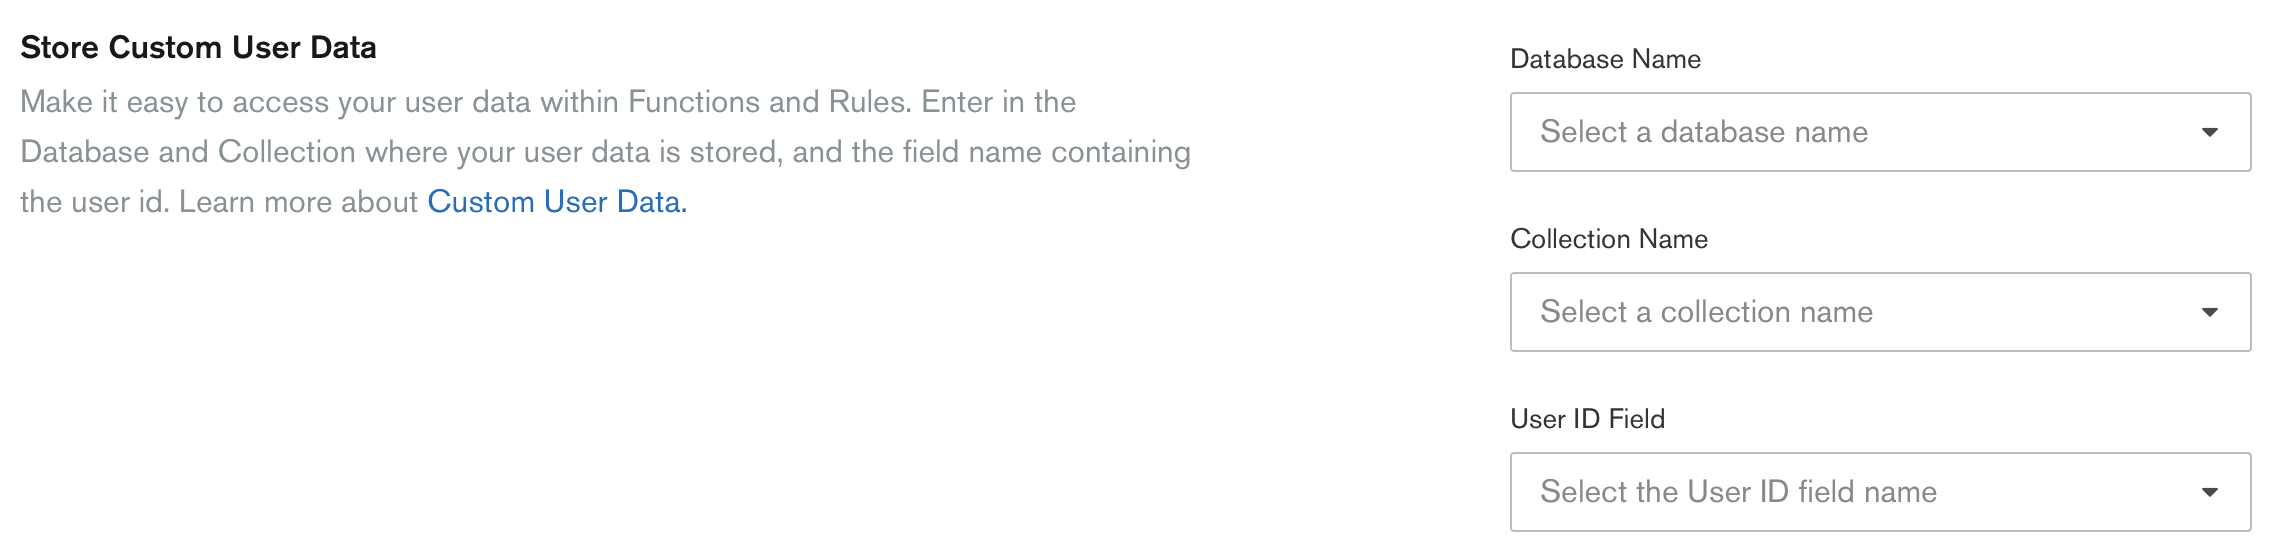 Store Custom User Data
Make it easy to access your user data within Functions and Rules. Enter in the
Database and Collection where your user data is stored, and the field name containing
the user id. Learn more about Custom User Data.
Database Name
Select a database name
Collection Name
Select a collection name
User ID Field
Select the User ID field name